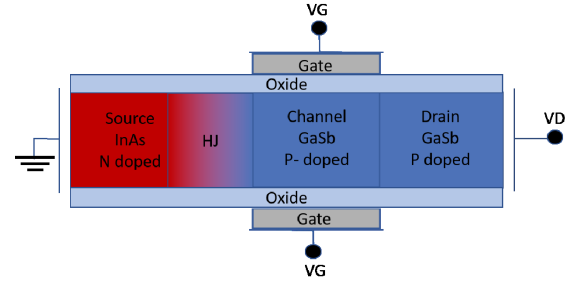 VG
Gate
Oxide
Source
InAs
N doped
HJ
Channel
GaSb
P- doped
Drain
GaSb
P doped
VD
Oxide
Gate
VG